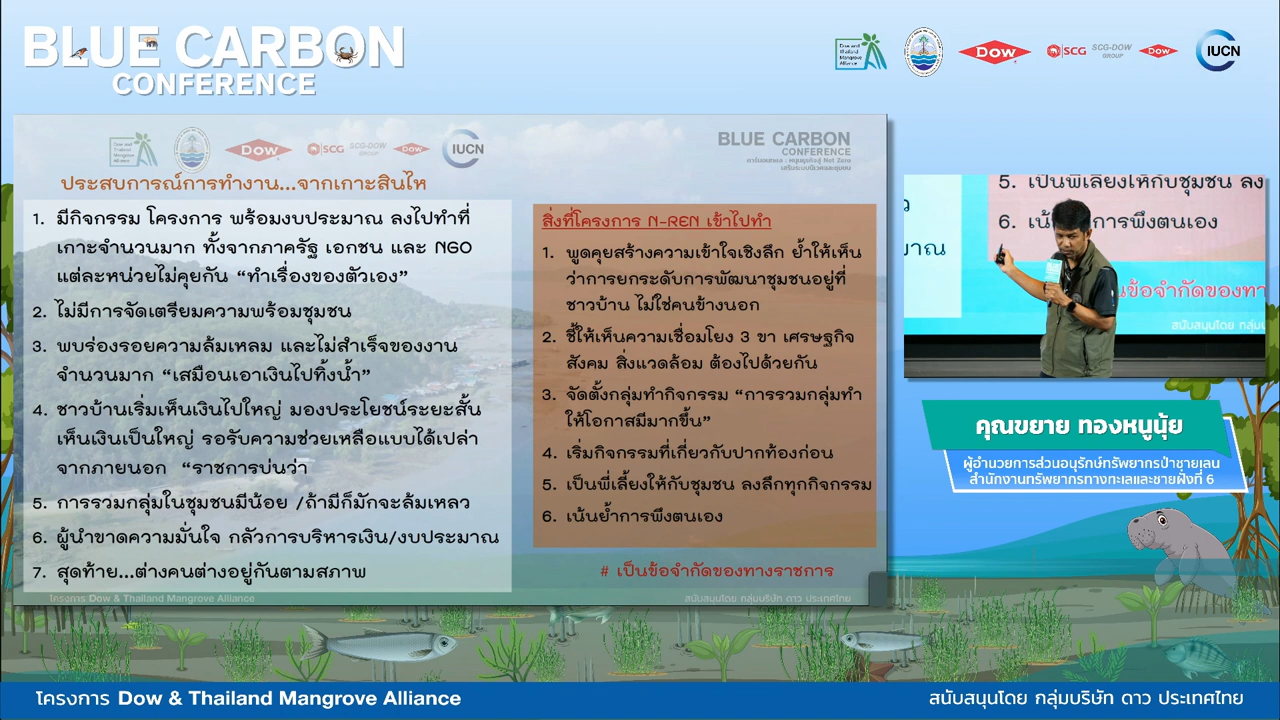 BLUE CARBON
CONFERENCE
Dow and
Thailand
Mangrove
Alliance
DOW
SCG
SCG-DOW
GROUP
DOW
IUCN
Dow and
Thailand
Mangrove
Alliance
DOW
SCG
SCG-DOW
GROUP
DOW
IUCN
BLUE CARBON
CONFERENCE
คาร์บอนทะเล : หนุนธุรกิจสู่ Net Zero
เสริมระบบนิเวศและชุมชน
ประสบการณ์การทำงาน...จากเกาะสินไห
1. มีกิจกรรม โครงการ พร้อมงบประมาณ ลงไปทำที่
เกาะจำนวนมาก ทั้งจากภาครัฐ เอกชน และ NGO
แต่ละหน่วยไม่คุยกัน “ทำเรื่องของตัวเอง”
2. ไม่มีการจัดเตรียมความพร้อมชุมชน
3. พบร่องรอยความล้มเหลม และไม่สำเร็จของงาน
จำนวนมาก “เสมือนเอาเงินไปทิ้งน้ำ”
4. ชาวบ้านเริ่มเห็นเงินไปใหญ่ มองประโยชน์ระยะสั้น
เห็นเงินเป็นใหญ่ รอรับความช่วยเหลือแบบได้เปล่า
จากภายนอก “ราชการบ่นว่า
5. การรวมกลุ่มในชุมชนมีน้อย /ถ้ามีก็มักจะล้มเหลว
6. ผู้นำขาดความมั่นใจ กลัวการบริหารเงิน/งบประมาณ
7. สุดท้าย...ต่างคนต่างอยู่กันตามสภาพ
สิ่งที่โครงการ N-REN เข้าไปทำ
1. พูดคุยสร้างความเข้าใจเชิงลึก ย้ำให้เห็น
ว่าการยกระดับการพัฒนาชุมชนอยู่ที่
ชาวบ้าน ไม่ใช่คนข้างนอก
2. ชี้ให้เห็นความเชื่อมโยง 3 ขา เศรษฐกิจ
สังคม สิ่งแวดล้อม ต้องไปด้วยกัน
3. จัดตั้งกลุ่มทำกิจกรรม “การรวมกลุ่มทำ
ให้โอกาสมีมากขึ้น”
4. เริ่มกิจกรรมที่เกี่ยวกับปากท้องก่อน
5. เป็นพี่เลี้ยงให้กับชุมชน ลงลึกทุกกิจกรรม
6. เน้นย้ำการพึงตนเอง
# เป็นข้อจำกัดของทางราชการ
โครงการ Dow & Thailand Mangrove Alliance
สนับสนุนโดย กลุ่มบริษัท ดาว ประเทศไทย
5. เป็นพี่เลี้ยงให้กับชุมชน ลง
6. เน้ การพึงตนเอง
มาณ
นข้อจำกัดของทา
สนับสนุนโดย กลุ่ม
คุณขยาย ทองหนูนุ้ย
ผู้อำนวยการส่วนอนุรักษ์ทรัพยากรป่าชายเลน
สำนักงานทรัพยากรทางทะเลและชายฝั่งที่ 6
โครงการ Dow & Thailand Mangrove Alliance
สนับสนุนโดย กลุ่มบริษัท ดาว ประเทศไทย